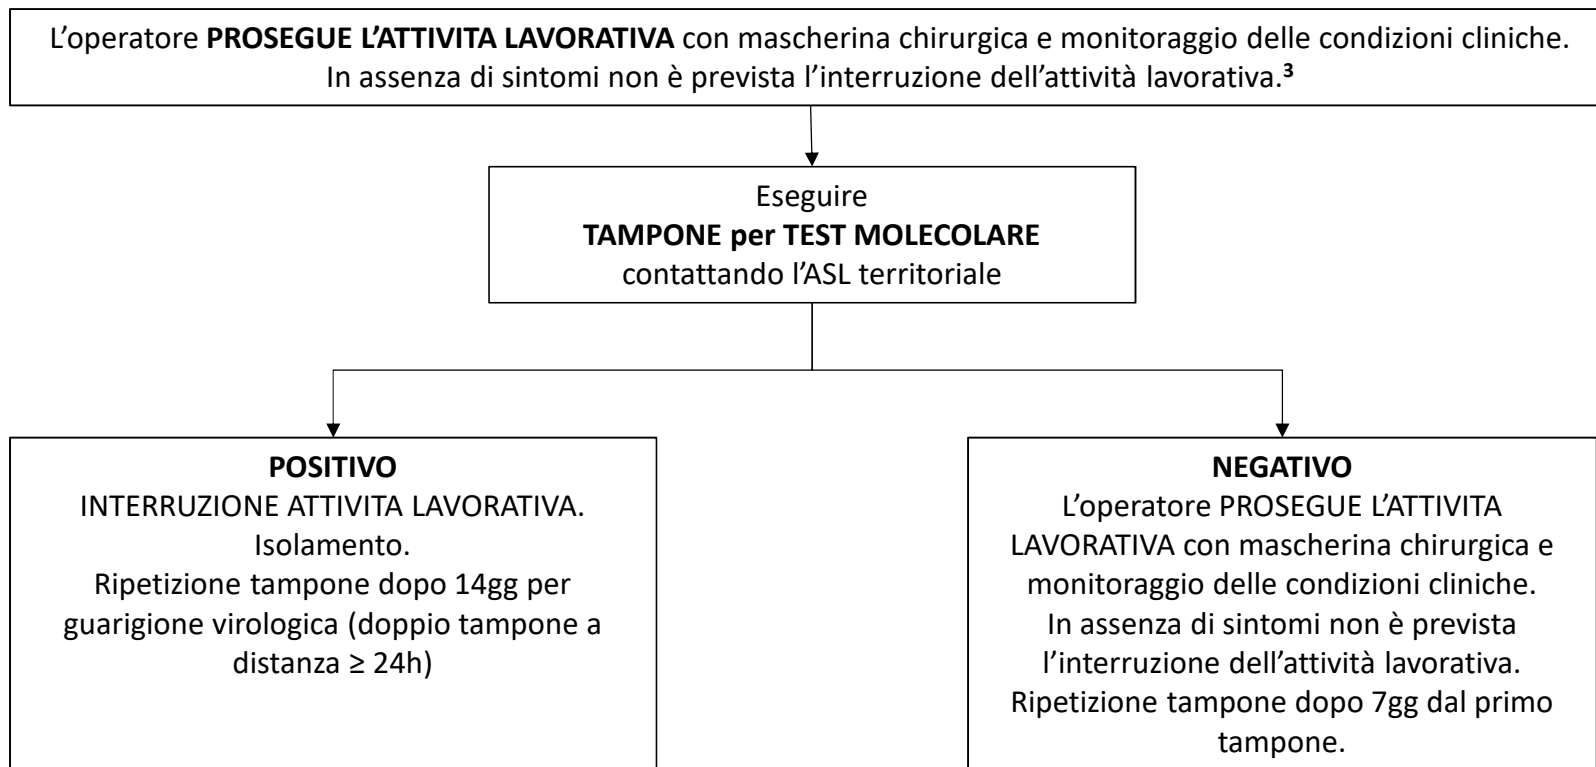 L'operatore PROSEGUE L'ATTIVITA LAVORATIVA con mascherina chirurgica e monitoraggio delle condizioni cliniche.
In assenza di sintomi non è prevista l'interruzione dell'attività lavorativa.³
Eseguire
TAMPONE per TEST MOLECOLARE
contattando l'ASL territoriale
POSITIVO
INTERRUZIONE ATTIVITA LAVORATIVA.
Isolamento.
Ripetizione tampone dopo 14gg per
guarigione virologica (doppio tampone a
distanza ≥ 24h)
NEGATIVO
L'operatore PROSEGUE L'ATTIVITA
LAVORATIVA con mascherina chirurgica e
monitoraggio delle condizioni cliniche.
In assenza di sintomi non è prevista
l'interruzione dell'attività lavorativa.
Ripetizione tampone dopo 7gg dal primo
tampone.